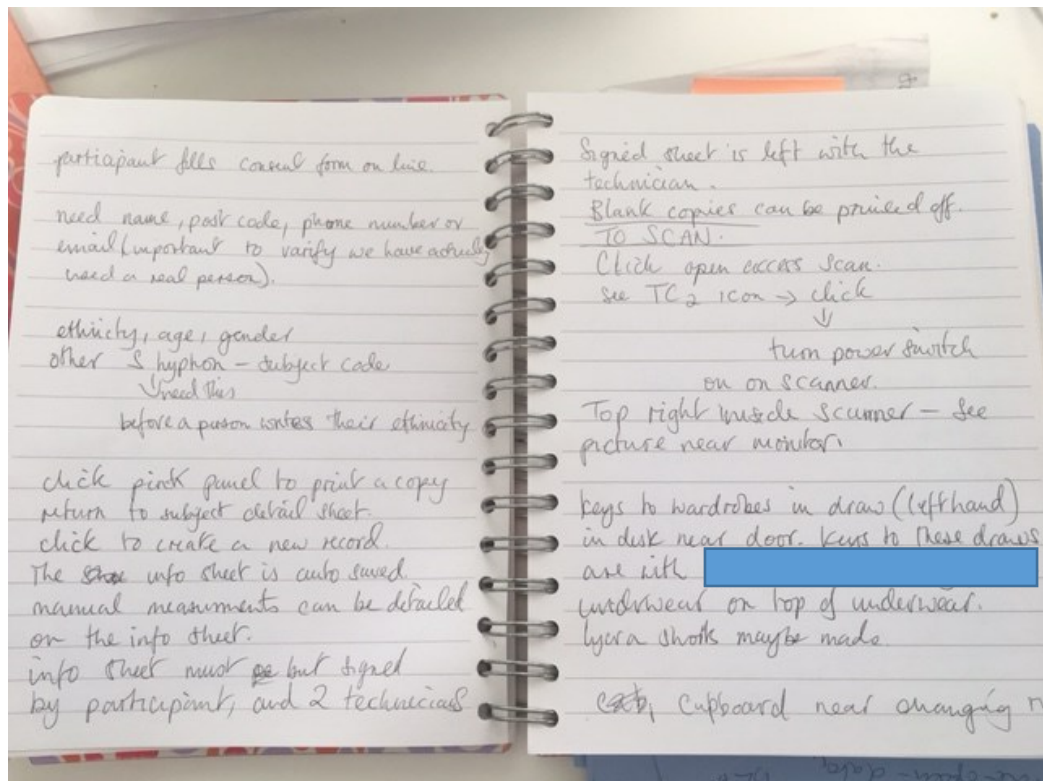 participant fills consent form on line.
need name, post code, phone number or
email (important to varify we have actually
used a real person).
ethnicity, age, gender
other S hyphon - subject code
need this
before a person writes their ethinicity
click pink panel to print a copy
return to subject detail sheet.
click to create a new record.
The info sheet is auto saved.
manual measurments can be detailed
on the info sheet.
info sheet must but signed
by participant, and 2 technicians
Signed sheet is left with the
technician.
Blank copies can be prined off.
TO SCAN.
Click open access scan.
See TC2 icon → click
↓
turn power switch
on on scanner.
Top right inside scanner - See
picture near monitor.
keys to wardrobes in draw (lefthand)
in disk near door. keys to these draws
are with
underwear on top of underwear.
lycra shorts maybe made.
Cupboard near changing